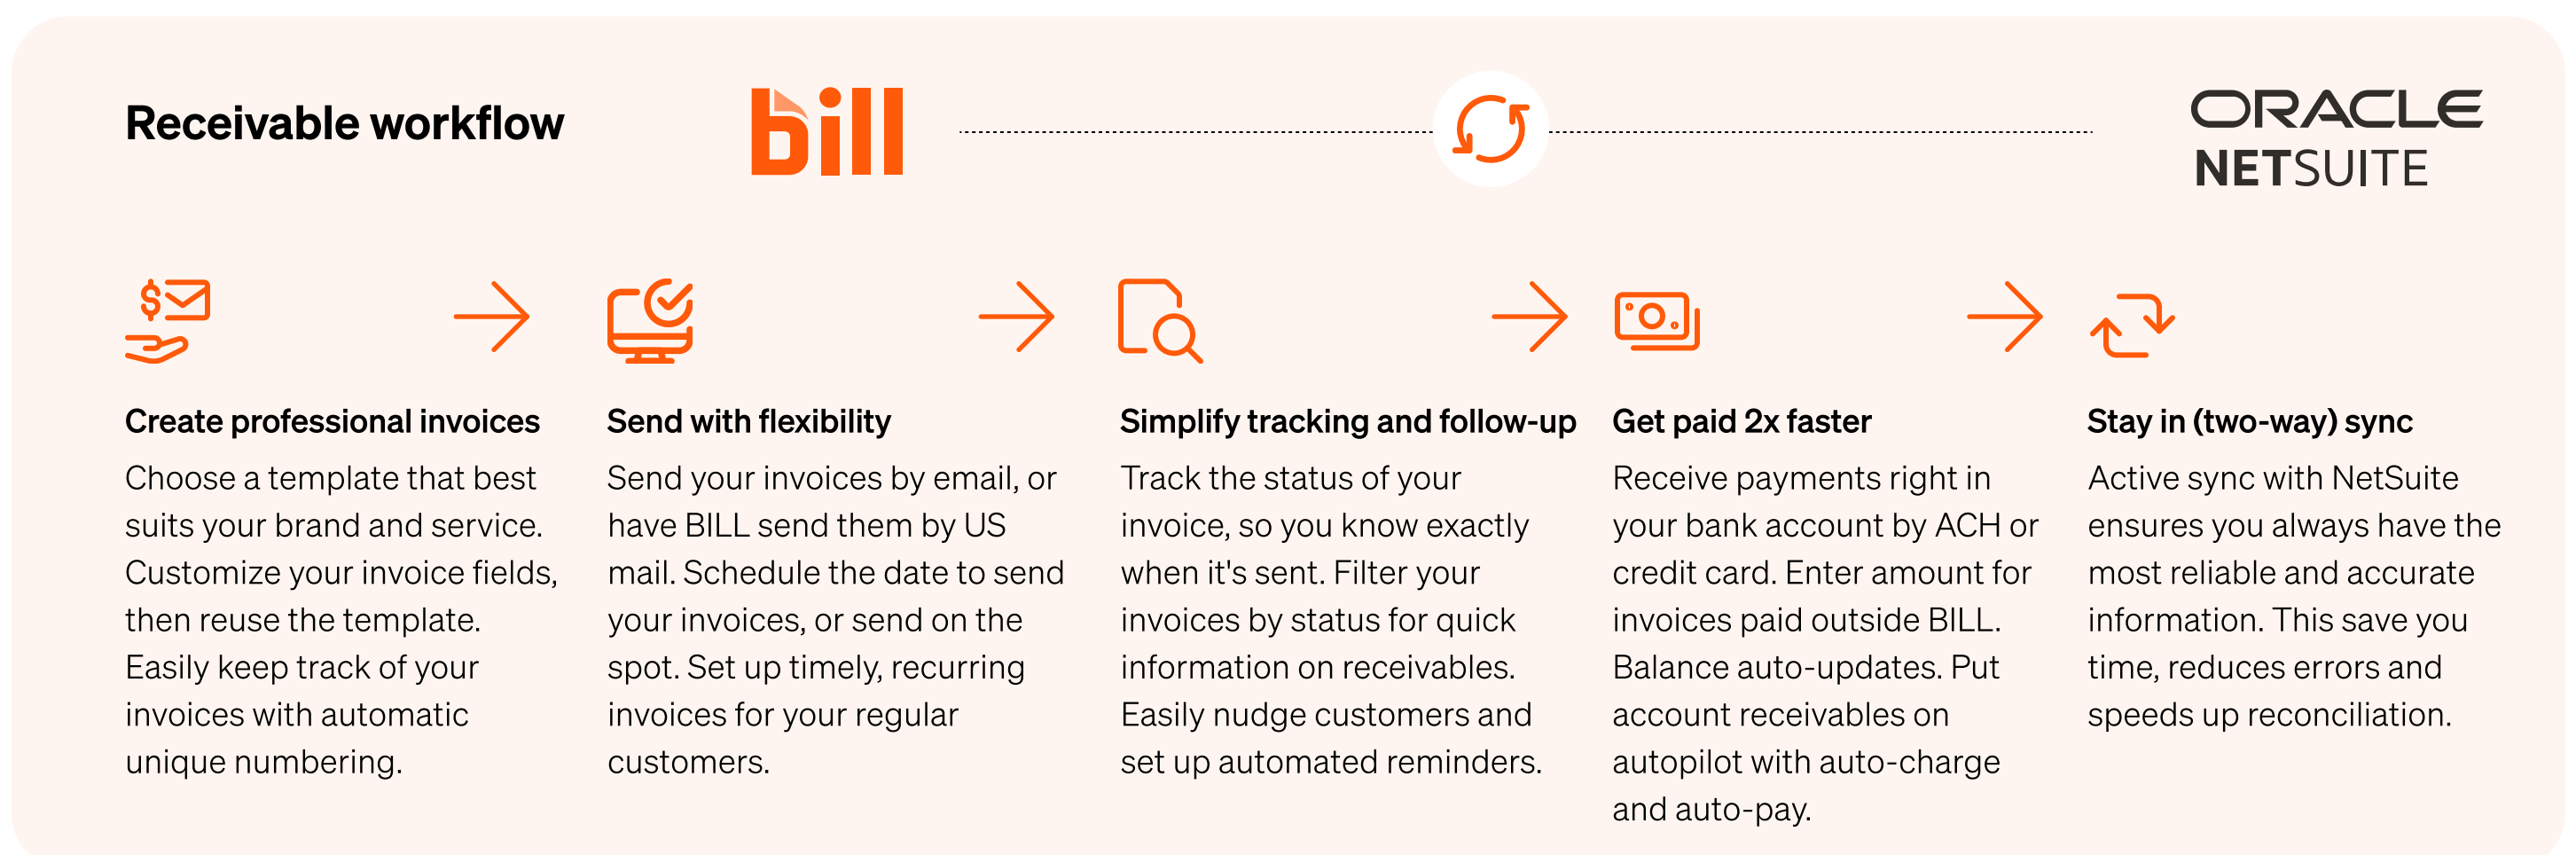 Receivable workflow
bill
ORACLE
NETSUITE
Create professional invoices
Choose a template that best
suits your brand and service.
Customize your invoice fields,
then reuse the template.
Easily keep track of your
invoices with automatic
unique numbering.
Send with flexibility
Send your invoices by email, or
have BILL send them by US
mail. Schedule the date to send
your invoices, or send on the
spot. Set up timely, recurring
invoices for your regular
customers.
Simplify tracking and follow-up
Track the status of your
invoice, so you know exactly
when it's sent. Filter your
invoices by status for quick
information on receivables.
Easily nudge customers and
set up automated reminders.
Get paid 2x faster
Receive payments right in
your bank account by ACH or
credit card. Enter amount for
invoices paid outside BILL.
Balance auto-updates. Put
account receivables on
autopilot with auto-charge
and auto-pay.
Stay in (two-way) sync
Active sync with NetSuite
ensures you always have the
most reliable and accurate
information. This save you
time, reduces errors and
speeds up reconciliation.